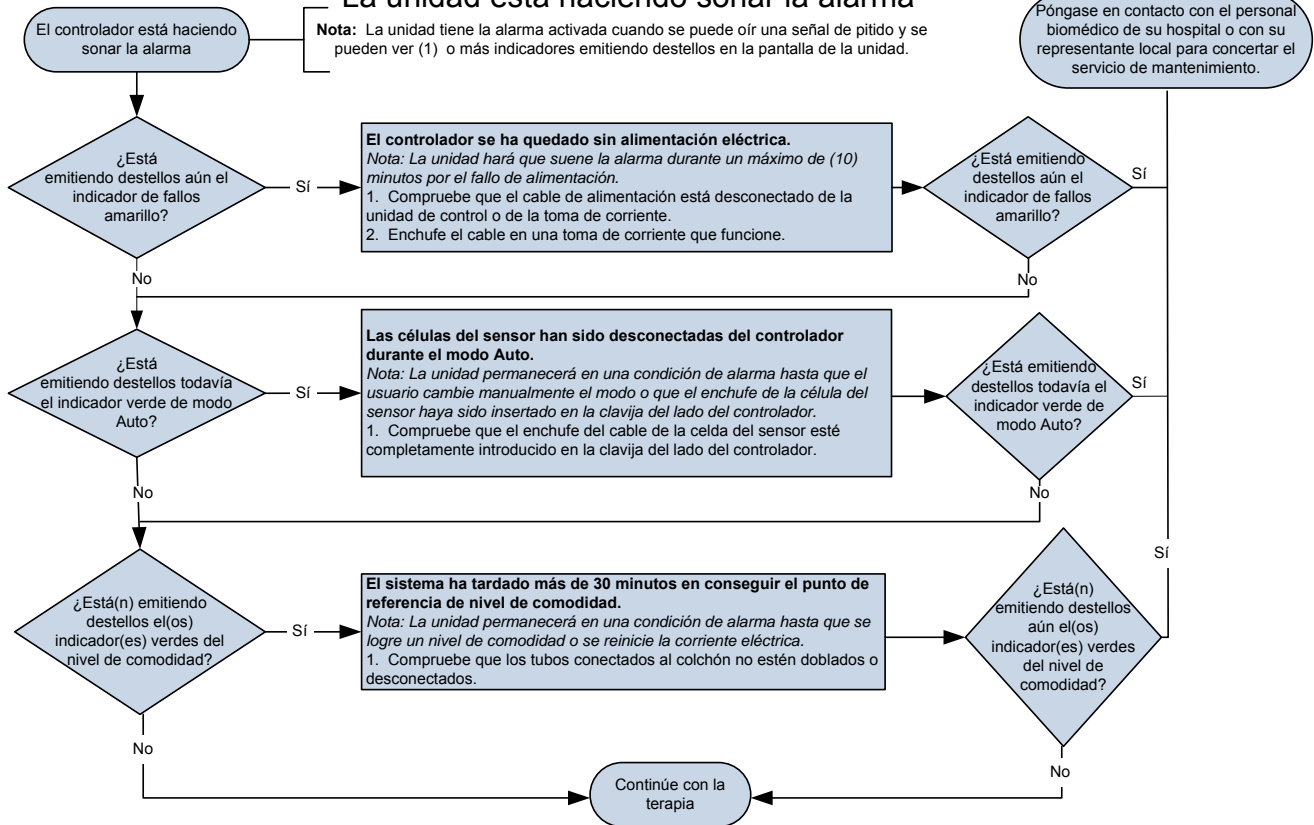 La unidad está haciendo sonar la alarma
El controlador está haciendo
sonar la alarma
Nota: La unidad tiene la alarma activada cuando se puede oír una señal de pitido y se
pueden ver (1) o más indicadores emitiendo destellos en la pantalla de la unidad.
Póngase en contacto con el personal
biomédico de su hospital o con su
representante local para concertar el
servicio de mantenimiento.
¿Está
emitiendo destellos aún el
indicador de fallos
amarillo?
Sí
El controlador se ha quedado sin alimentación eléctrica.
Nota: La unidad hará que suene la alarma durante un máximo de (10)
minutos por el fallo de alimentación.
1. Compruebe que el cable de alimentación está desconectado de la
unidad de control o de la toma de corriente.
2. Enchufe el cable en una toma de corriente que funcione.
¿Está emitiendo
destellos aún el
indicador de fallos
amarillo?
Sí
No
No
¿Está
emitiendo destellos todavía
el indicador verde de modo
Auto?
Sí
Las células del sensor han sido desconectadas del controlador
durante el modo Auto.
Nota: La unidad permanecerá en una condición de alarma hasta que el
usuario cambie manualmente el modo o que el enchufe de la célula del
sensor haya sido insertado en la clavija del lado del controlador.
1. Compruebe que el enchufe del cable de la celda del sensor esté
completamente introducido en la clavija del lado del controlador.
¿Está emitiendo
destellos todavía el
indicador verde de
modo Auto?
Sí
No
No
¿Está(n) emitiendo
destellos el(os)
indicador(es) verdes del
nivel de comodidad?
Sí
El sistema ha tardado más de 30 minutos en conseguir el punto de
referencia de nivel de comodidad.
Nota: La unidad permanecerá en una condición de alarma hasta que se
logre un nivel de comodidad o se reinicie la corriente eléctrica.
1. Compruebe que los tubos conectados al colchón no estén doblados o
desconectados.
¿Está(n)
emitiendo destellos
aún el(os)
indicador(es) verdes
del nivel de
comodidad?
Sí
No
No
Continúe con la
terapia